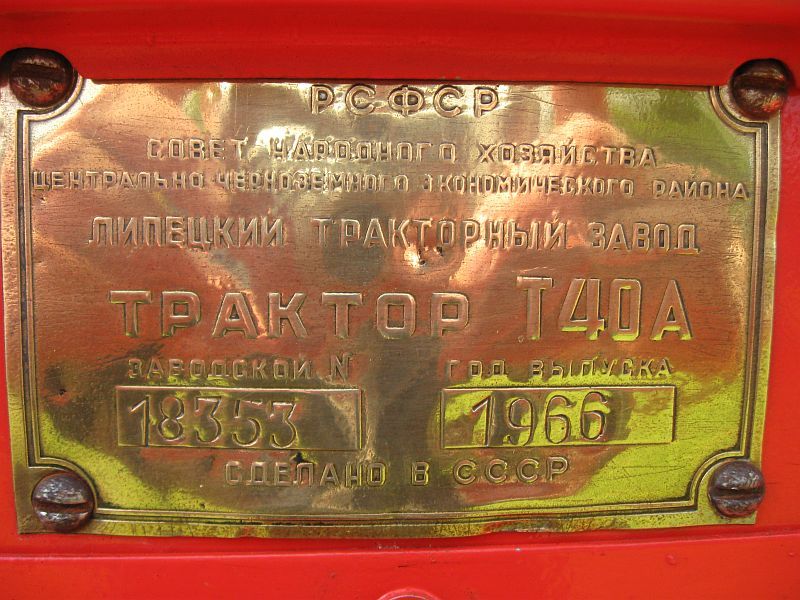 РСФСР
СОВЕТ НАРОДНОГО ХОЗЯЙСТВА
ЦЕНТРАЛЬНО-ЧЕРНОЗЕМНОГО ЭКОНОМИЧЕСКОГО РАЙОНА
ЛИПЕЦКИЙ ТРАКТОРНЫЙ ЗАВОД
ТРАКТОР Т40А
ЗАВОДСКОЙ N ГОД ВЫПУСКА
18353 1966
СДЕЛАНО В СССР